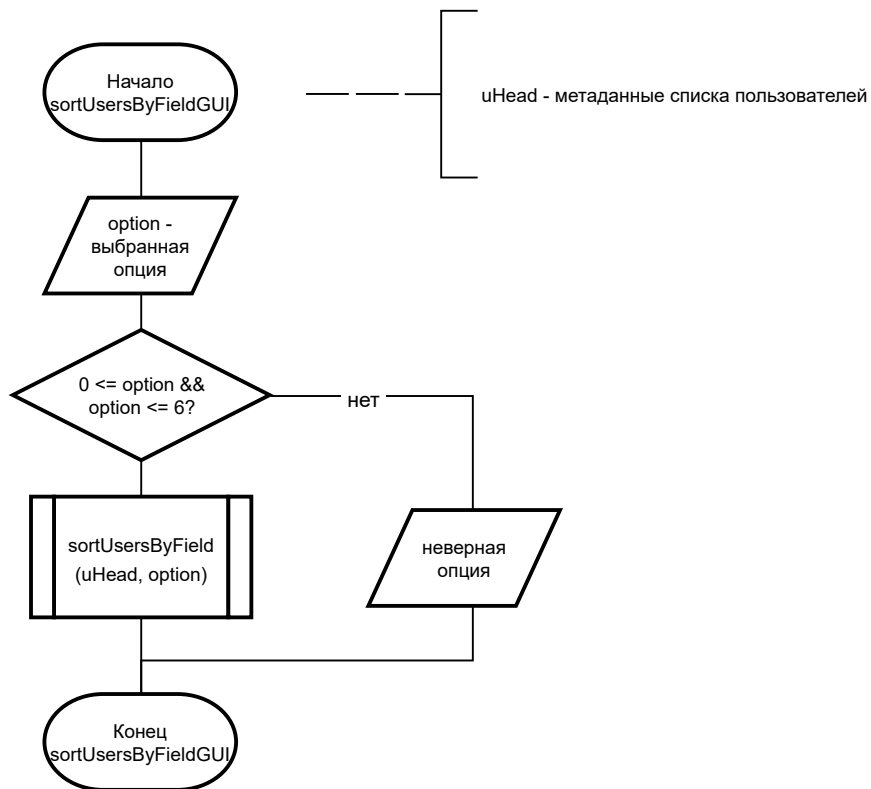 Начало
sortUsersByFieldGUI
uHead - метаданные списка пользователей
option -
выбранная
опция
0 <= option &&
option <= 6?
нет
sortUsersByField
(uHead, option)
неверная
опция
Конец
sortUsersByFieldGUI